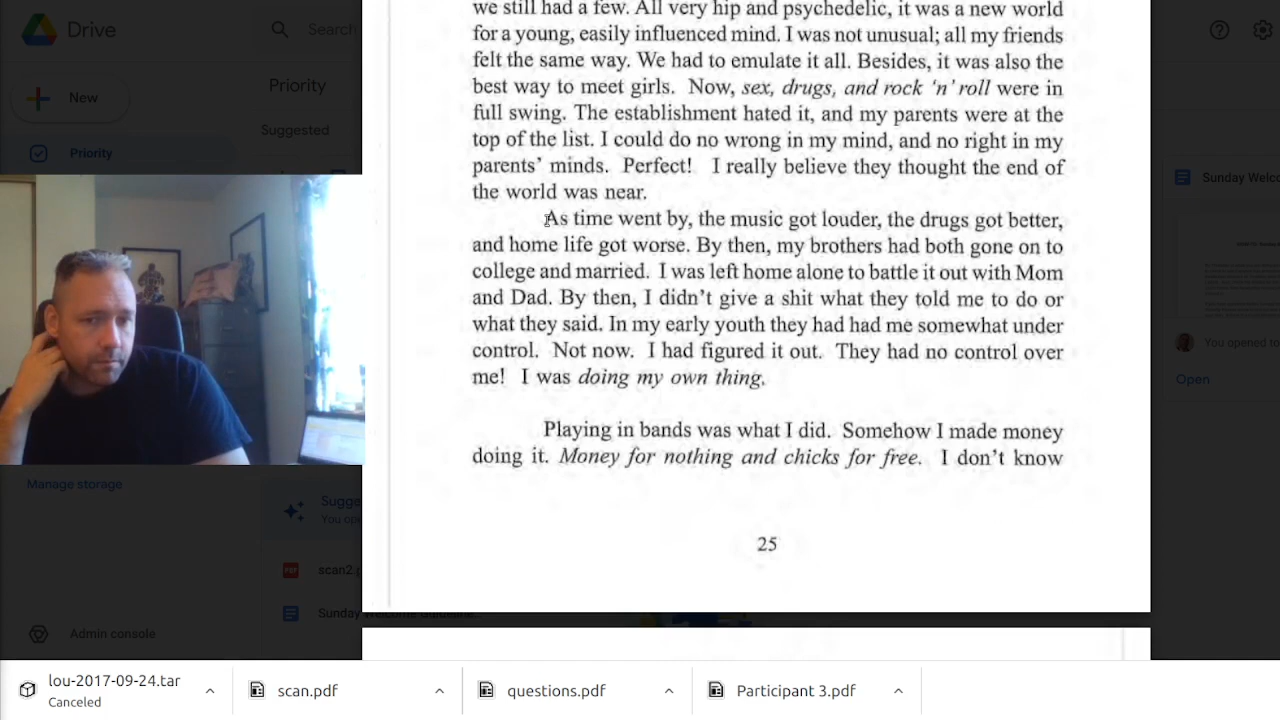 Drive
Search
New
Priority
Suggested
Priority
we still had a few. All very hip and psychedelic, it was a new world
for a young, easily influenced mind. I was not unusual; all my friends
felt the same way. We had to emulate it all. Besides, it was also the
best way to meet girls. Now, sex, drugs, and rock ‘n’ roll were in
full swing. The establishment hated it, and my parents were at the
top of the list. I could do no wrong in my mind, and no right in my
parents’ minds. Perfect! I really believe they thought the end of
the world was near.
As time went by, the music got louder, the drugs got better,
and home life got worse. By then, my brothers had both gone on to
college and married. I was left home alone to battle it out with Mom
and Dad. By then, I didn’t give a shit what they told me to do or
what they said. In my early youth they had had me somewhat under
control. Not now. I had figured it out. They had no control over
me! I was doing my own thing.
Playing in bands was what I did. Somehow I made money
doing it. Money for nothing and chicks for free. I don’t know
25
Sunday Welco
You opened to
Open
Manage storage
Sugge
You ope
scan2.p
Sunday Welcome Guideline...
Admin console
lou-2017-09-24.tar
Canceled
scan.pdf
questions.pdf
Participant 3.pdf